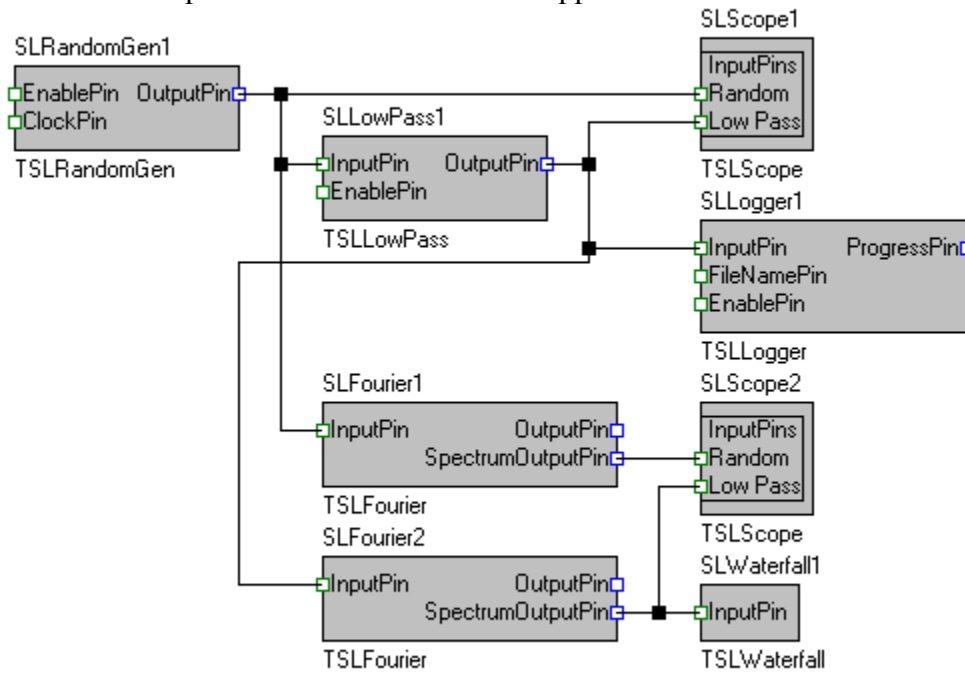 SLScope1
SLRandomGen1
InputPins
EnablePin OutputPin
Random
ClockPin
SLLowPass1
Low Pass
InputPin OutputPin
TSLRandomGen
TSLScope
EnablePin
SLLogger1
TSLLowPass
InputPin ProgressPin
FileNamePin
EnablePin
TSLLogger
SLFourier1
SLScope2
InputPin OutputPin
InputPins
SpectrumOutputPin
Random
Low Pass
TSLFourier
TSLScope
SLFourier2
SLWaterfall1
InputPin OutputPin
SpectrumOutputPin
InputPin
TSLFourier
TSLWaterfall